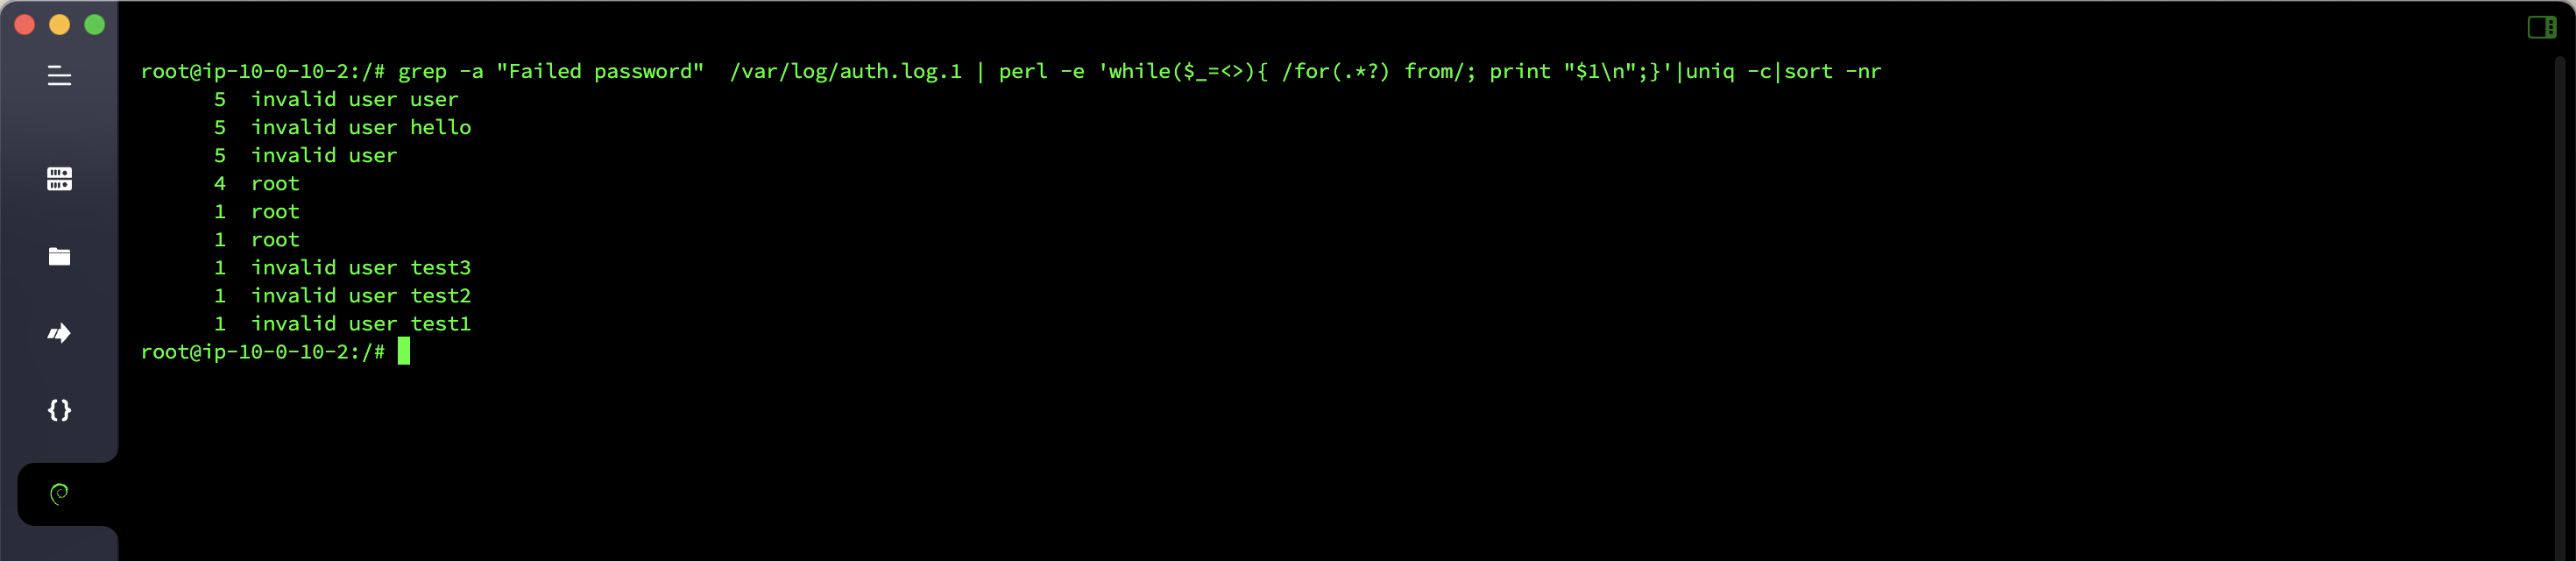 root@ip-10-0-10-2:/# grep -a "Failed password"  /var/log/auth.log.1 | perl -e 'while($_=<>){ /for(.*?) from/; print "$1\n";}'|uniq -c|sort -nr
      5  invalid user user
      5  invalid user hello
      5  invalid user
      4  root
      1  root
      1  root
      1  invalid user test3
      1  invalid user test2
      1  invalid user test1
root@ip-10-0-10-2:/#